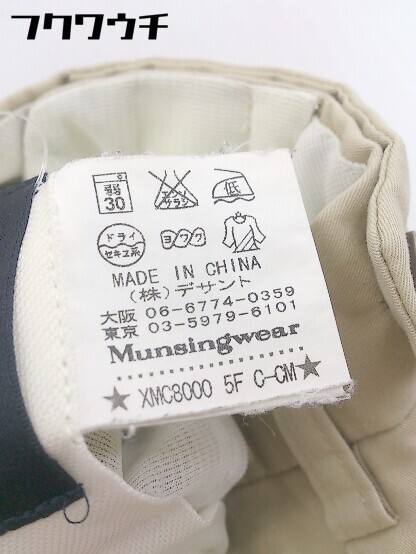 フクワウチ
弱
30
エンソ
サラシ
低
ドライ
セキユ系
ヨワク
MADE IN CHINA
(株)デサント
大阪 06-6774-0359
東京 03-5979-6101
Munsingwear
★ XMC8000 5F C-CM ★